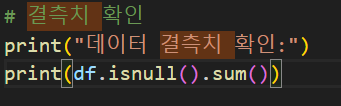 # 결측치 확인
print("데이터 결측치 확인:")
print(df.isnull().sum())